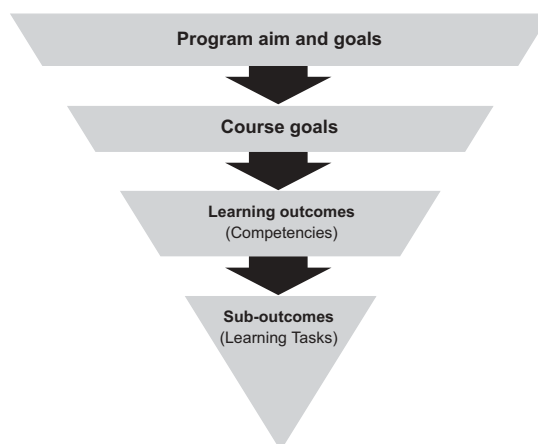 Program aim and goals
Course goals
Learning outcomes
(Competencies)
Sub-outcomes
(Learning Tasks)